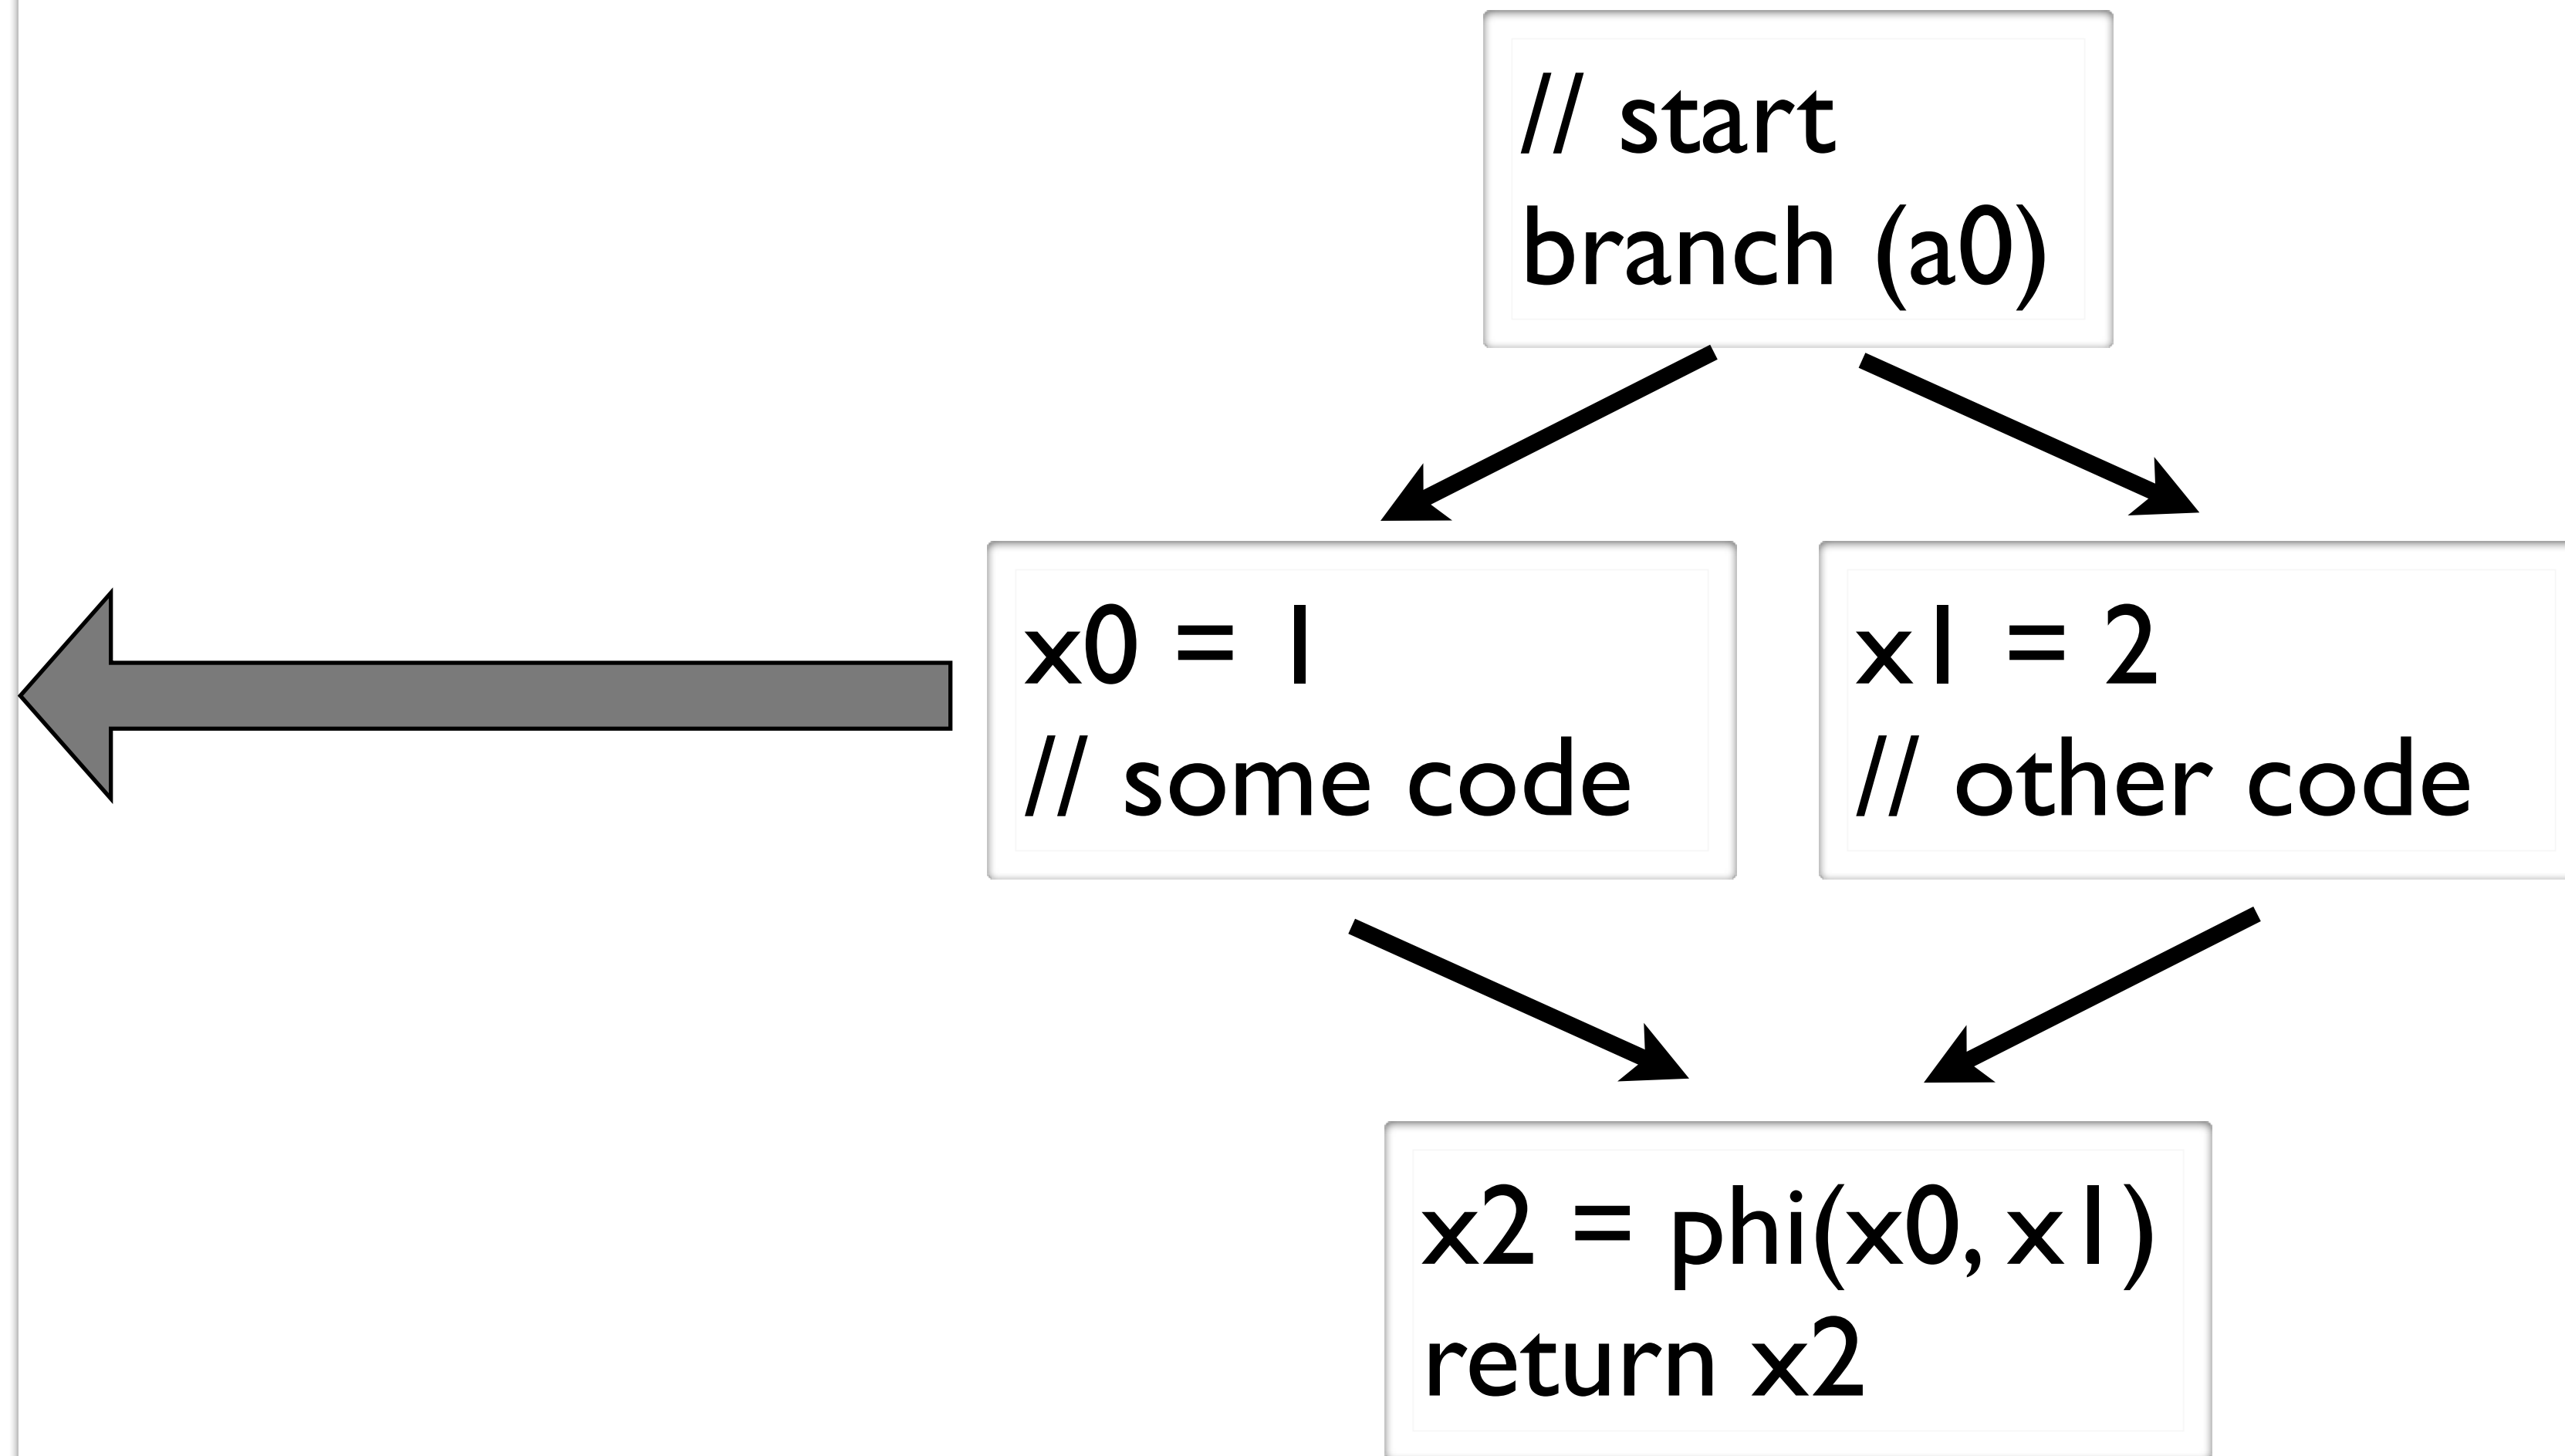 // start
branch (a0)
x0 = 1
// some code
x1 = 2
// other code
x2 = phi(x0, x1)
return x2